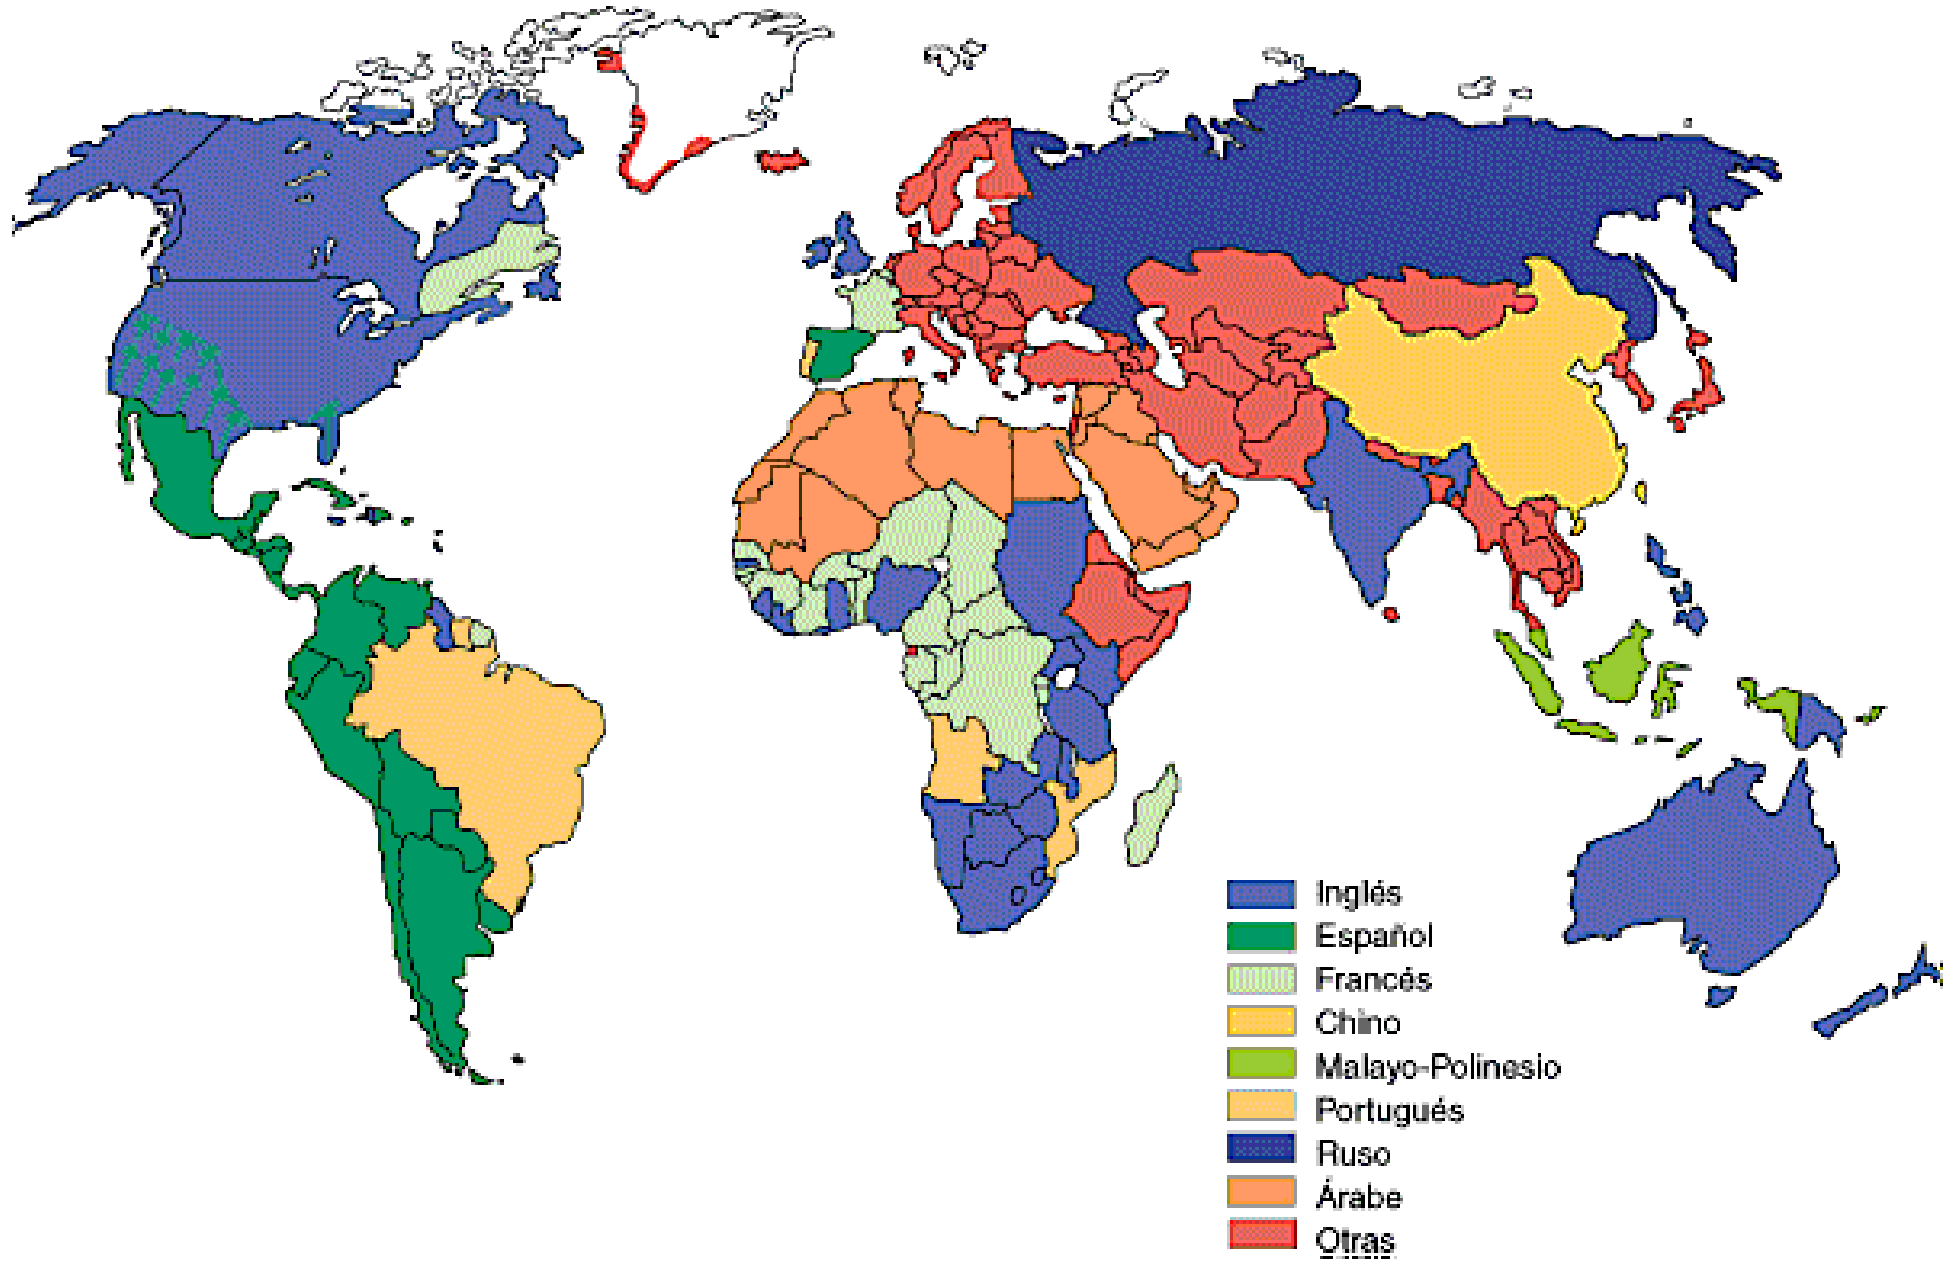 Inglés
Español
Francés
Chino
Malayo-Polinesio
Portugués
Ruso
Árabe
Otras